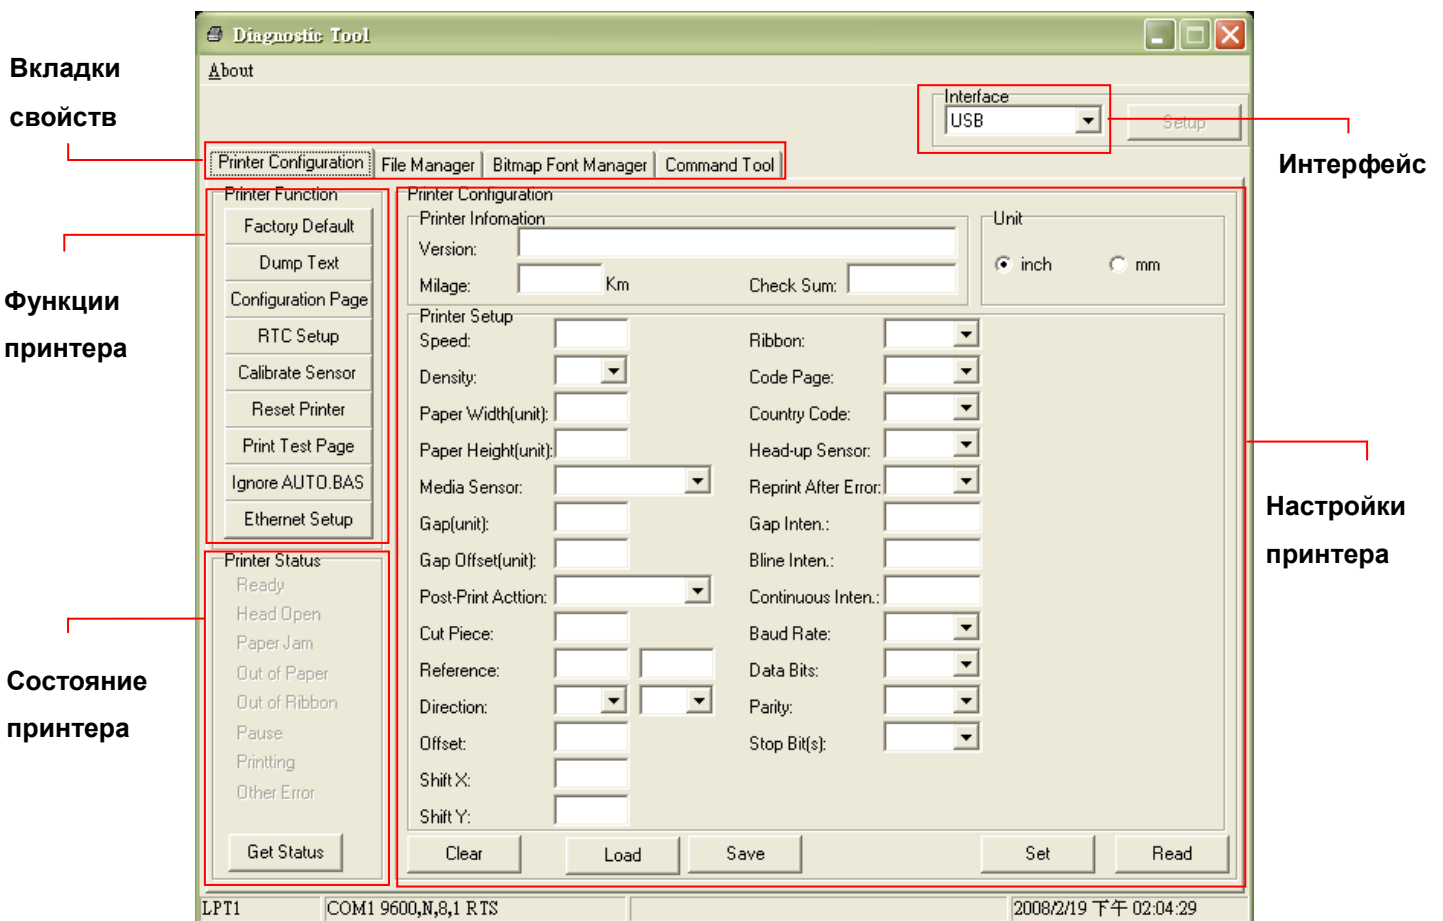 Diagnostic Tool
About
Вкладки
свойств
Interface
USB
Setup
Интерфейс
Printer Configuration
File Manager
Bitmap Font Manager
Command Tool
Printer Function
Factory Default
Dump Text
Configuration Page
RTC Setup
Calibrate Sensor
Reset Printer
Print Test Page
Ignore AUTO.BAS
Ethernet Setup
Функции
принтера
Printer Status
Ready
Head Open
Paper Jam
Out of Paper
Out of Ribbon
Pause
Printting
Other Error
Get Status
Состояние
принтера
Printer Configuration
Printer Infomation
Version:
Milage:
Km
Check Sum:
Unit
inch
mm
Printer Setup
Speed:
Density:
Paper Width(unit):
Paper Height(unit):
Media Sensor:
Gap(unit):
Gap Offset(unit):
Post-Print Acttion:
Cut Piece:
Reference:
Direction:
Offset:
Shift X:
Shift Y:
Ribbon:
Code Page:
Country Code:
Head-up Sensor:
Reprint After Error:
Gap Inten.:
Bline Inten.:
Continuous Inten.:
Baud Rate:
Data Bits:
Parity:
Stop Bit(s):
Настройки
принтера
Clear
Load
Save
Set
Read
LPT1
COM1 9600,N,8,1 RTS
2008/2/19 下午 02:04:29